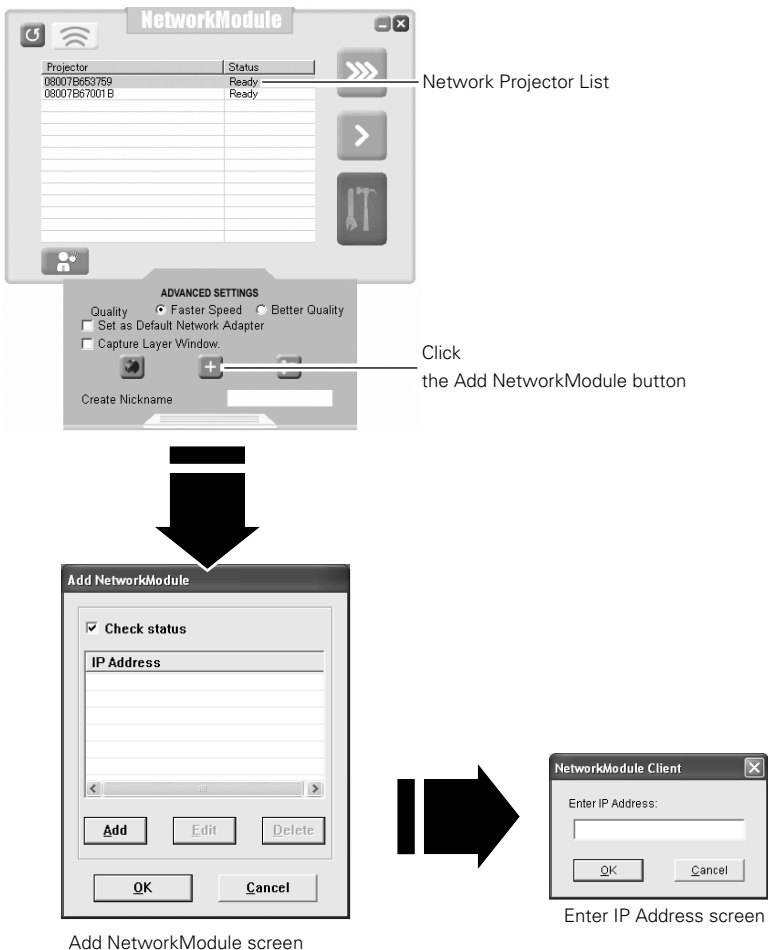 NetworkModule
Projector Status
08007B653759 Ready
08007B67001B Ready
Network Projector List
ADVANCED SETTINGS
Quality Faster Speed Better Quality
Set as Default Network Adapter
Capture Layer Window.
Click
the Add NetworkModule button
Create Nickname
Add NetworkModule
Check status
IP Address
Add Edit Delete
OK Cancel
Add NetworkModule screen
NetworkModule Client
Enter IP Address:
OK Cancel
Enter IP Address screen